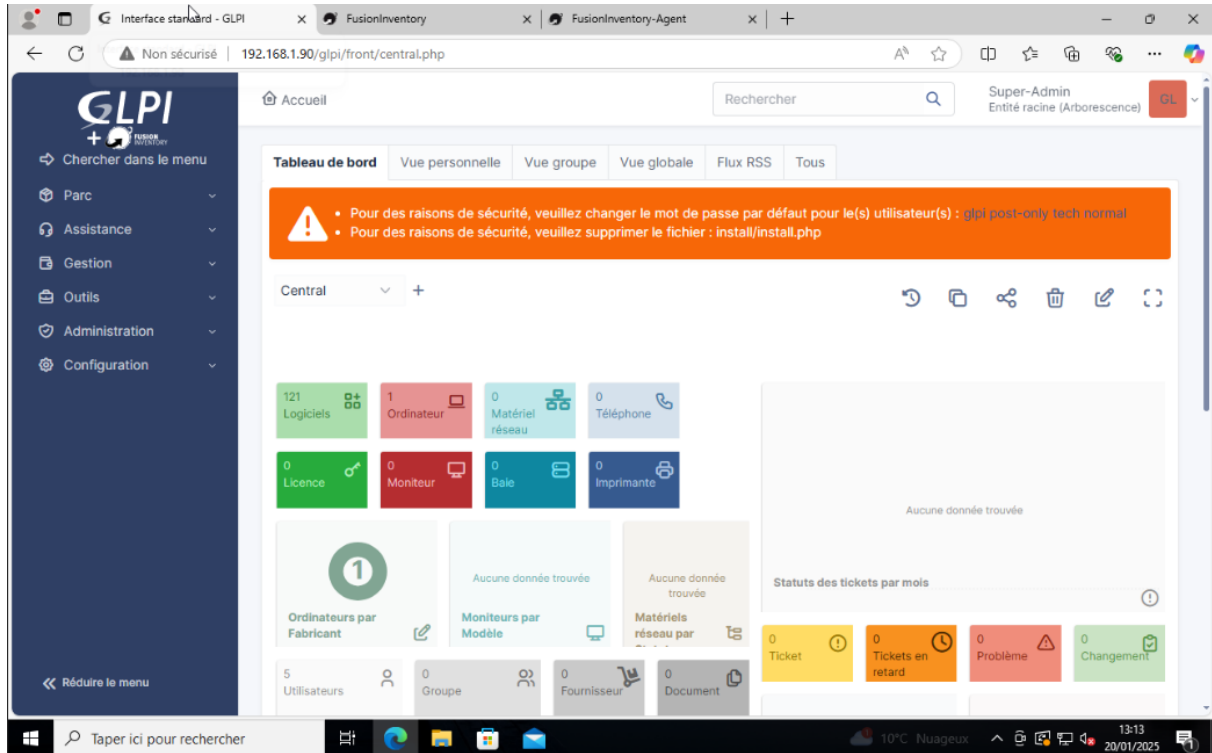 Interface standard - GLPI
FusionInventory
FusionInventory-Agent
Non sécurisé
192.168.1.90/glpi/front/central.php
GLPI
+ FUSION INVENTORY
Accueil
Rechercher
Super-Admin
Entité racine (Arborescence)
GL
Chercher dans le menu
Parc
Assistance
Gestion
Outils
Administration
Configuration
Réduire le menu
Tableau de bord
Vue personnelle
Vue groupe
Vue globale
Flux RSS
Tous
Pour des raisons de sécurité, veuillez changer le mot de passe par défaut pour le(s) utilisateur(s) : glpi post-only tech normal
Pour des raisons de sécurité, veuillez supprimer le fichier : install/install.php
Central
121
Logiciels
1
Ordinateur
0
Matériel
réseau
0
Téléphone
0
Licence
0
Moniteur
0
Baie
0
Imprimante
Aucune donnée trouvée
Statuts des tickets par mois
1
Ordinateurs par
Fabricant
Aucune donnée trouvée
Moniteurs par
Modèle
Aucune donnée
trouvée
Matériels
réseau par
0
Ticket
0
Tickets en
retard
0
Problème
0
Changement
5
Utilisateurs
0
Groupe
0
Fournisseur
0
Document
Taper ici pour rechercher
10°C Nuageux
13:13
20/01/2025
1